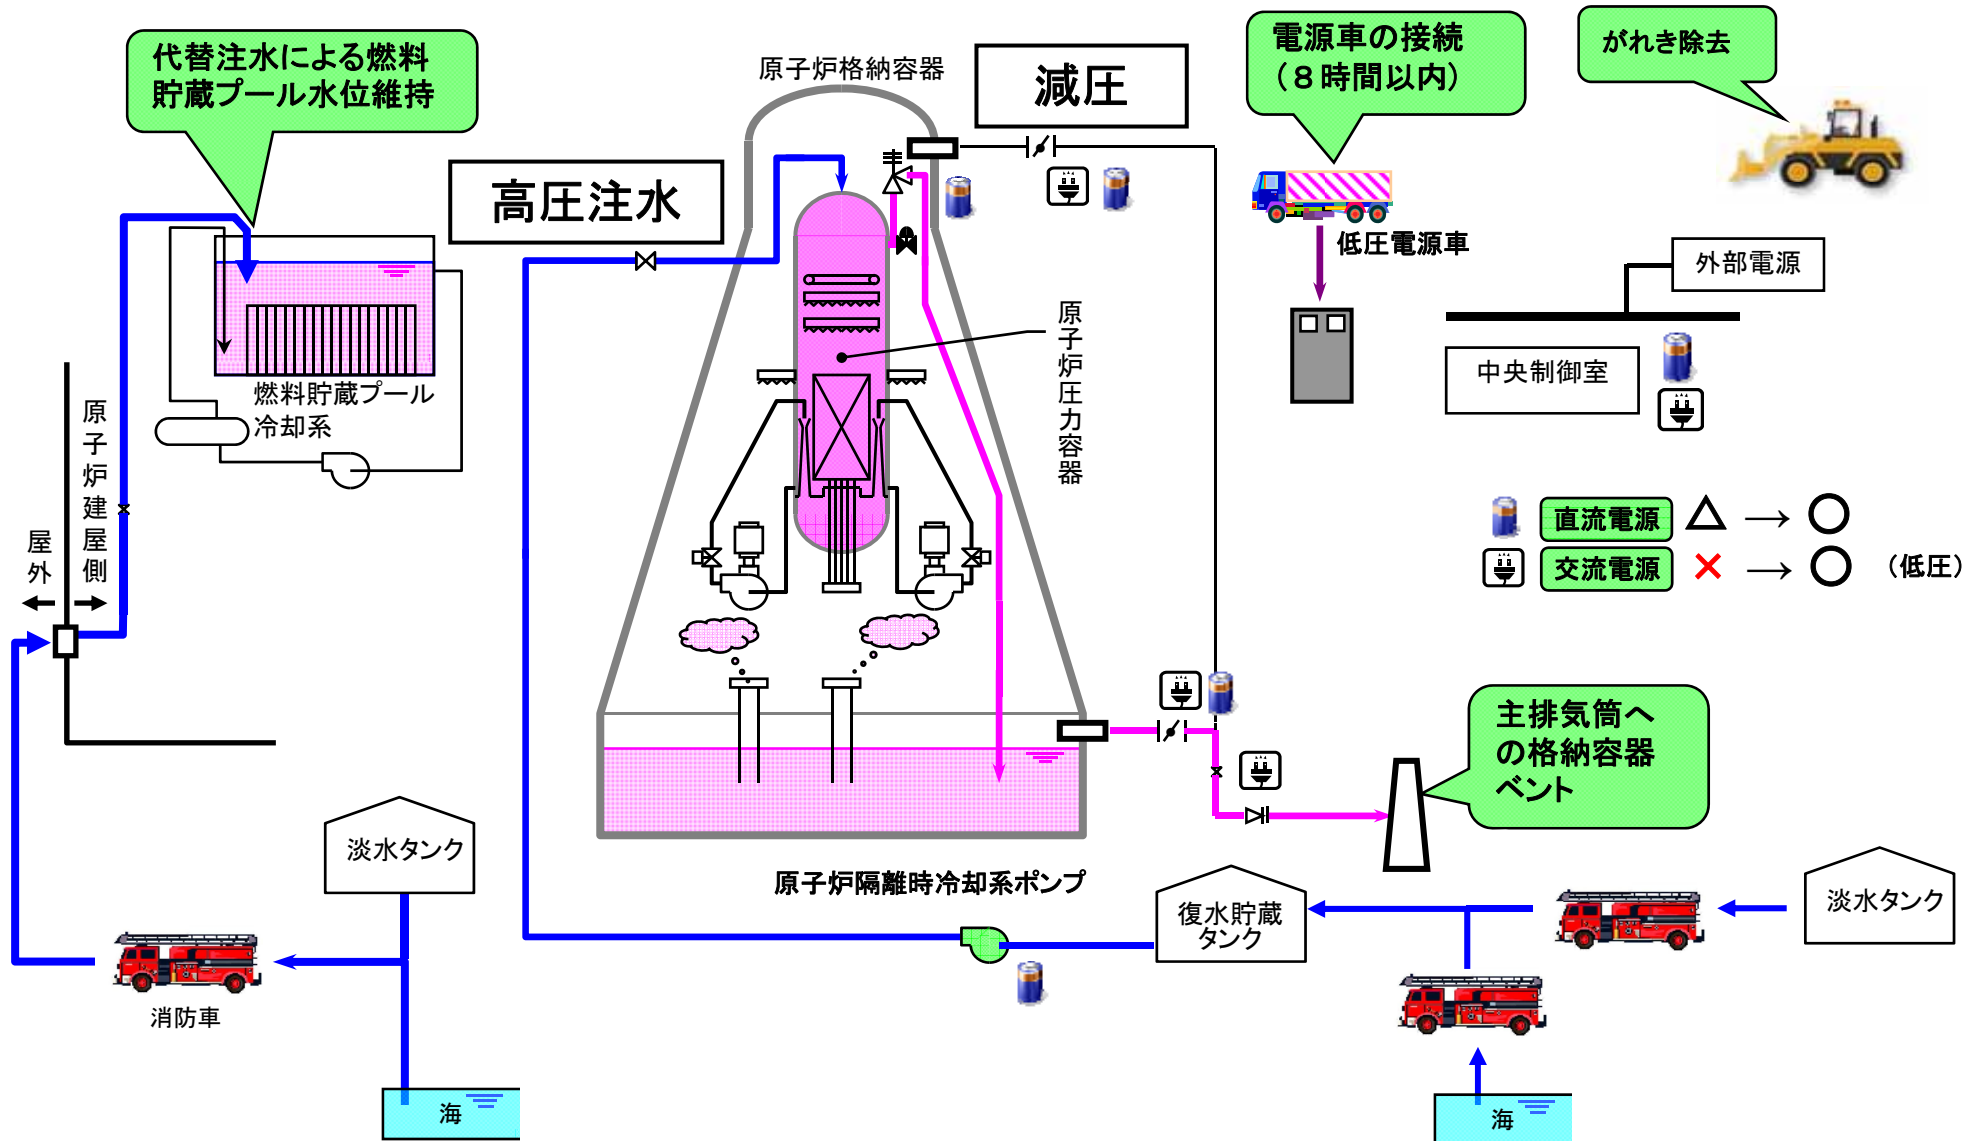 代替注水による燃料
貯蔵プール水位維持
原子炉格納容器
減圧
電源車の接続
（８時間以内）
がれき除去
高圧注水
低圧電源車
外部電源
中央制御室
原子炉圧力容器
燃料貯蔵プール
冷却系
原子炉建屋側
屋外
直流電源 △ → ○
交流電源 × → ○ （低圧）
主排気筒へ
の格納容器
ベント
淡水タンク
原子炉隔離時冷却系ポンプ
復水貯蔵
タンク
淡水タンク
消防車
海
海